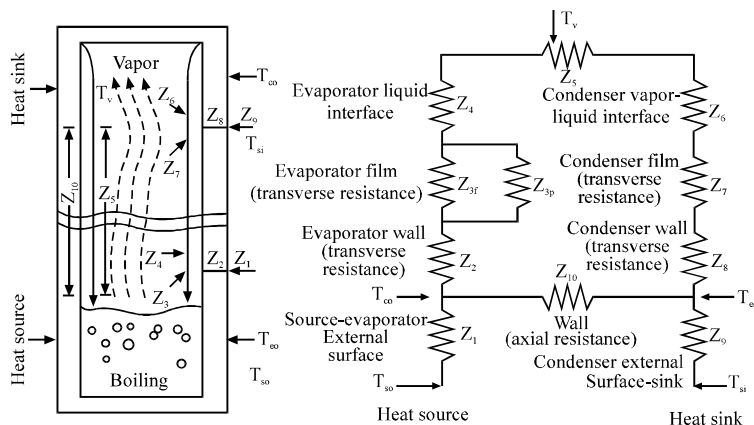 Heat sink
Heat source
Vapor
T_v
Z_6
Z_7
Z_8
Z_9
T_co
T_si
Z_10
Z_5
Z_4
Z_3
Z_2
Z_1
T_eo
T_so
Boiling
T_v
Z_5
Evaporator liquid
interface
Z_4
Condenser vapor-
liquid interface
Z_6
Evaporator film
(transverse resistance)
Z_3f
Z_3p
Condenser film
(transverse
resistance)
Z_7
Evaporator wall
(transverse
resistance)
Z_2
Condenser wall
(transverse
resistance)
Z_8
T_co
Z_10
T_e
Source-evaporator
External
surface
Z_1
Wall
(axial resistance)
Z_9
Condenser external
Surface-sink
T_so
T_si
Heat source
Heat sink